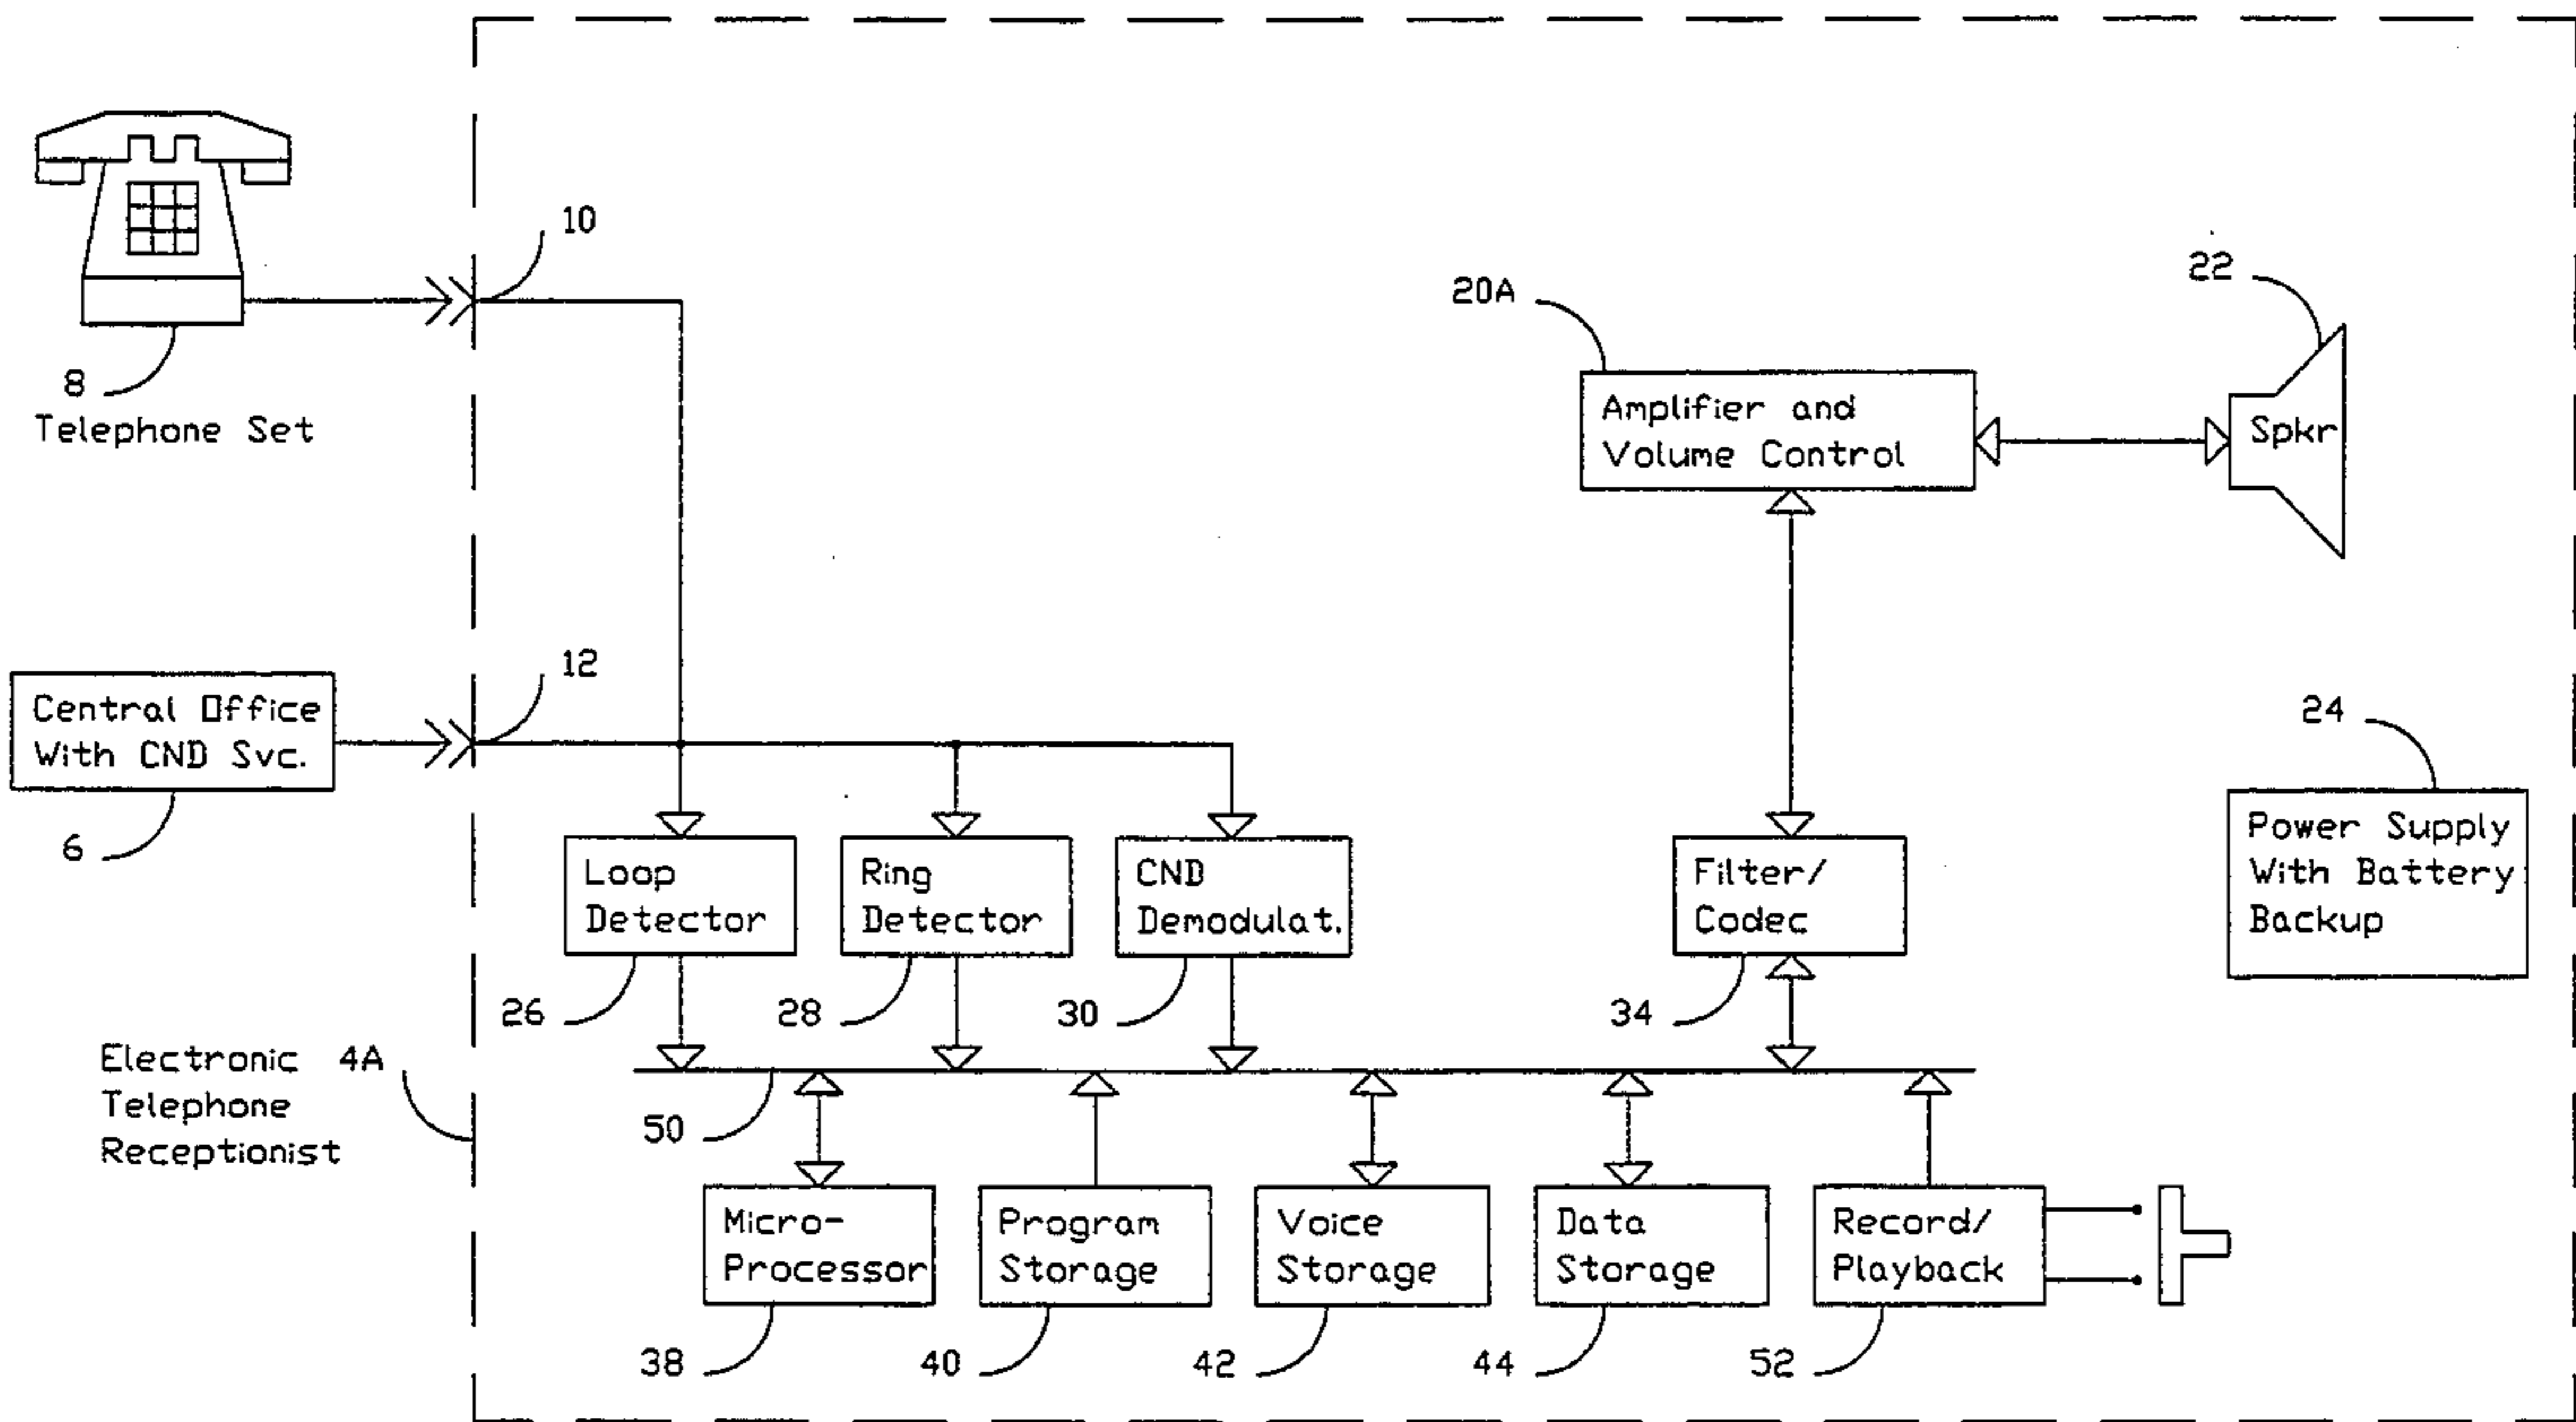 10
22
20A
8
Telephone Set
Amplifier and
Volume Control
Spkr
12
Central Office
With CND Svc.
6
24
Power Supply
With Battery
Backup
Loop
Detector
Ring
Detector
CND
Demodulat.
Filter/
Codec
26
28
30
34
Electronic 4A
Telephone
Receptionist
50
Micro-
Processor
Program
Storage
Voice
Storage
Data
Storage
Record/
Playback
38
40
42
44
52